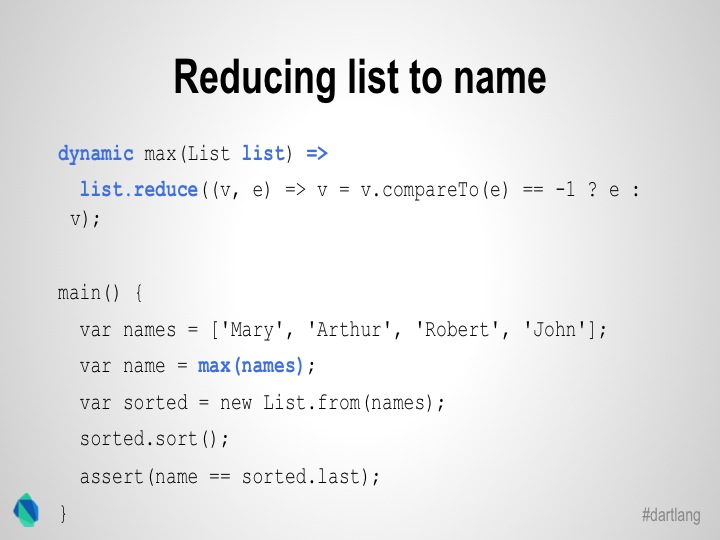 Reducing list to name
dynamic max(List list) =>
list.reduce((v, e) => v = v.compareTo(e) == -1 ? e :
v);
main() {
var names = ['Mary', 'Arthur', 'Robert', 'John'];
var name = max(names);
var sorted = new List.from(names);
sorted.sort();
assert(name == sorted.last);
}
#dartlang